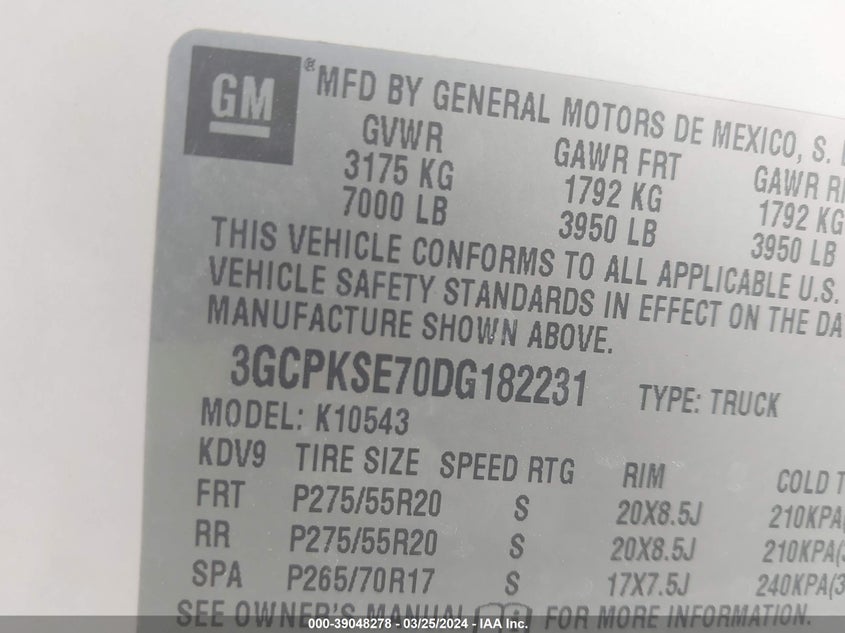 GM ® MFD BY GENERAL MOTORS DE MEXICO, S.
GVWR GAWR FRT GAWR
3175 KG 1792 KG 1792 KG
7000 LB 3950 LB 3950 LB
THIS VEHICLE CONFORMS TO ALL APPLICABLE U.S.
VEHICLE SAFETY STANDARDS IN EFFECT ON THE
MANUFACTURE SHOWN ABOVE.
3GCPKSE70DG182231 TYPE: TRUCK
MODEL: K10543
KDV9 TIRE SIZE SPEED RTG RIM COLD
FRT P275/55R20 S 20X8.5J 210KPA(
RR P275/55R20 S 20X8.5J 210KPA(
SPA P265/70R17 S 17X7.5J 240KPA(3
SEE OWNER'S MANUAL FOR MORE INFORMATION.
000-39048278 - 03/25/2024 - IAA Inc.